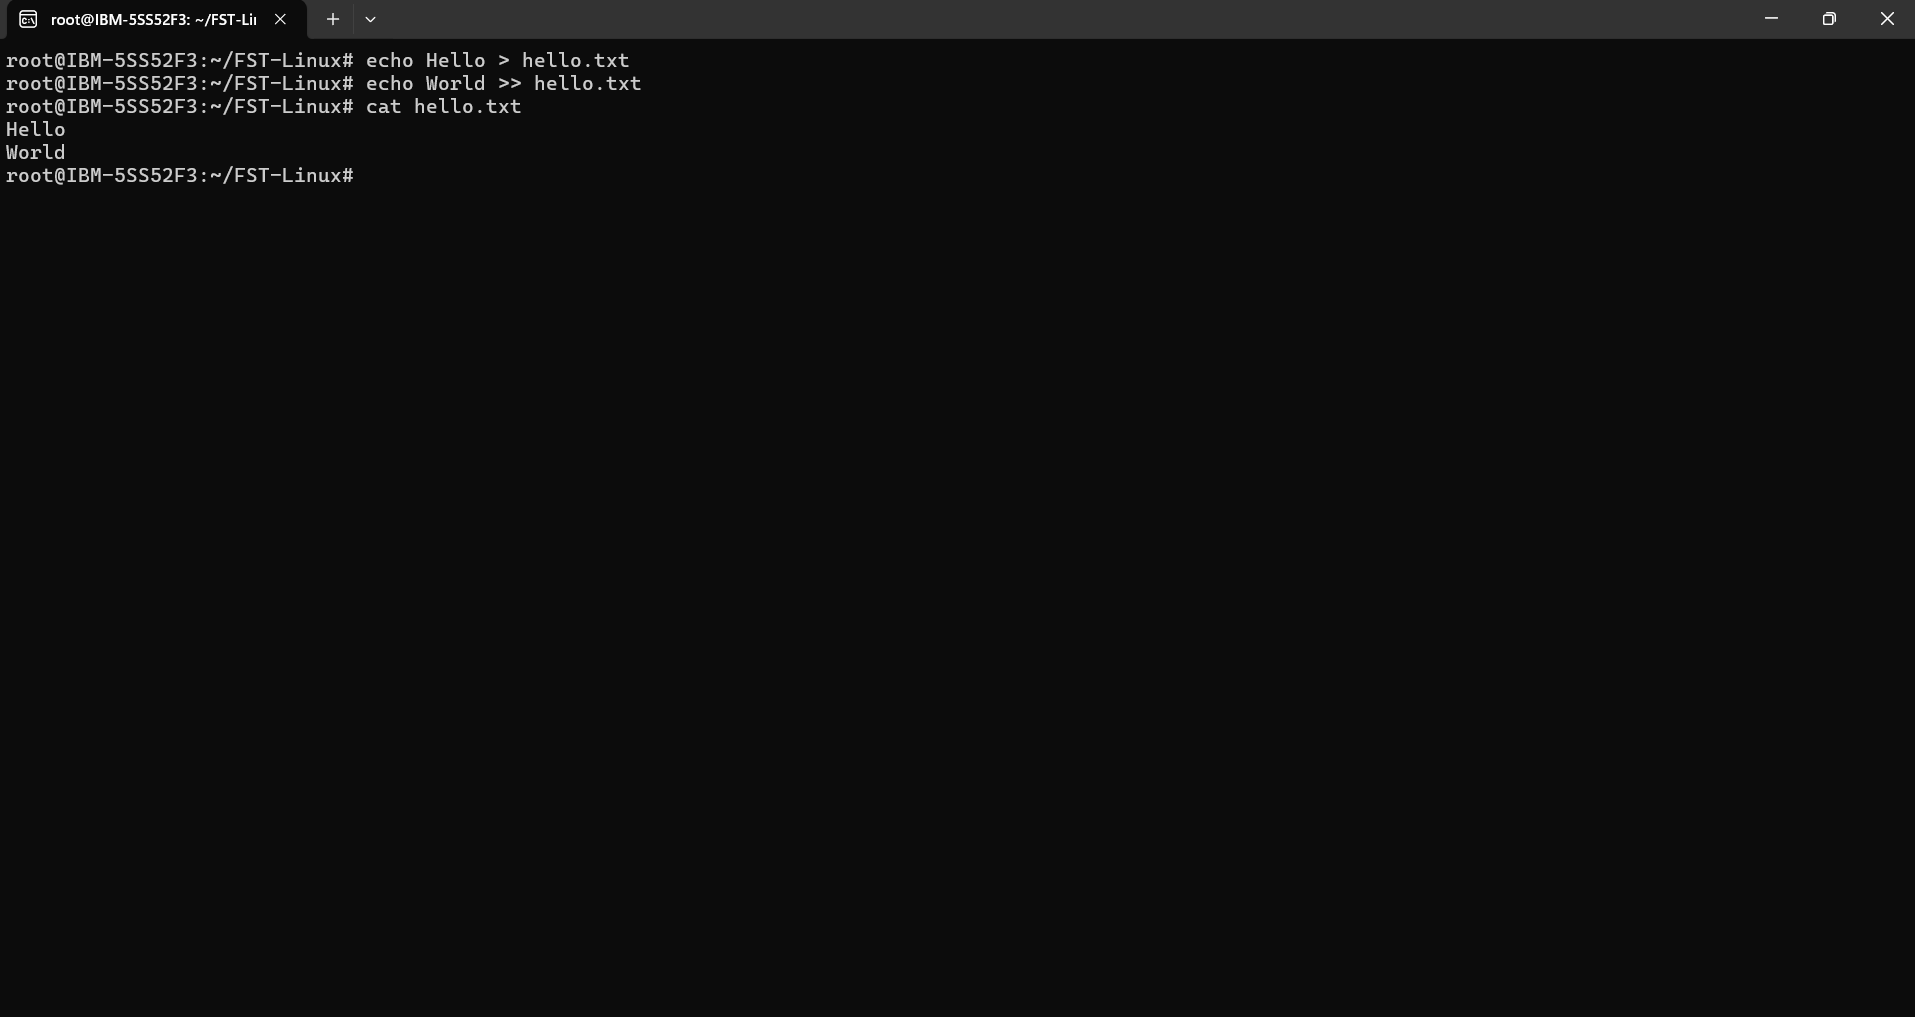 root@IBM-5SS52F3: ~/FST-Li
root@IBM-5SS52F3:~/FST-Linux# echo Hello > hello.txt
root@IBM-5SS52F3:~/FST-Linux# echo World >> hello.txt
root@IBM-5SS52F3:~/FST-Linux# cat hello.txt
Hello
World
root@IBM-5SS52F3:~/FST-Linux#